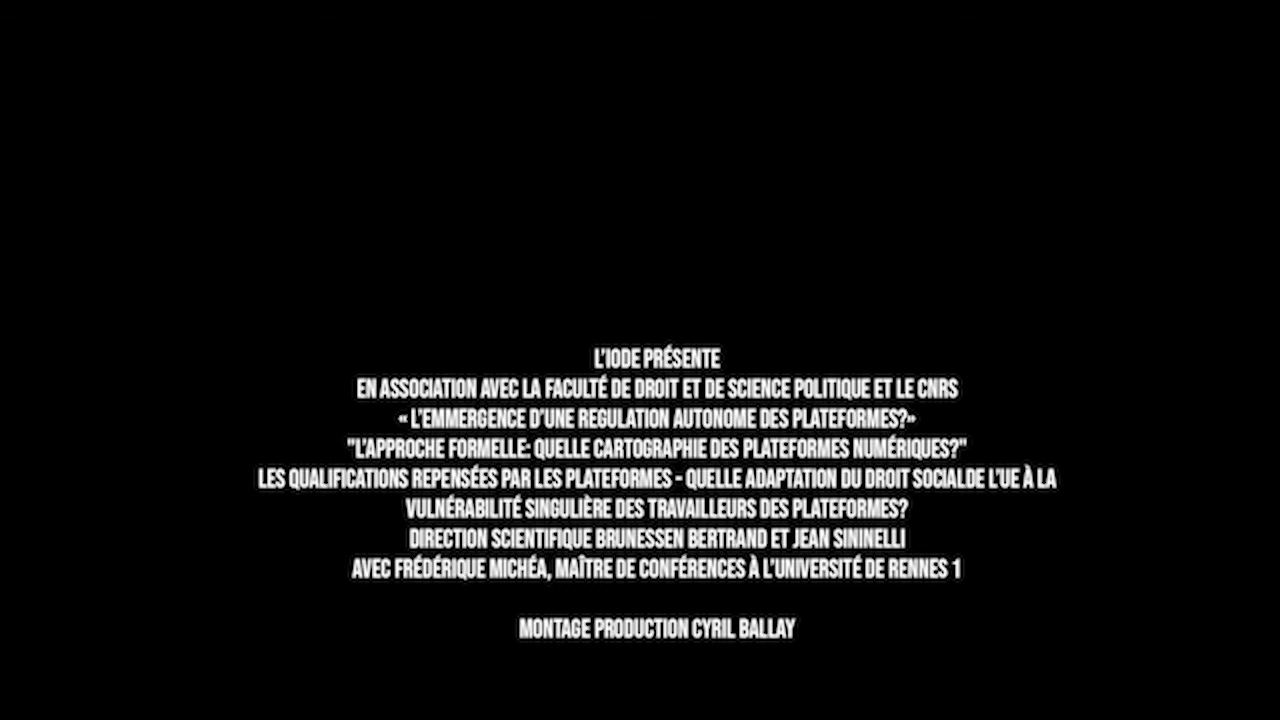 L'IODE PRÉSENTE
EN ASSOCIATION AVEC LA FACULTÉ DE DROIT ET DE SCIENCE POLITIQUE ET LE CNRS
« L'EMMERGENCE D'UNE REGULATION AUTONOME DES PLATEFORMES?»
"L'APPROCHE FORMELLE: QUELLE CARTOGRAPHIE DES PLATEFORMES NUMÉRIQUES?"
LES QUALIFICATIONS REPENSÉES PAR LES PLATEFORMES - QUELLE ADAPTATION DU DROIT SOCIALDE L'UE À LA
VULNÉRABILITÉ SINGULIÈRE DES TRAVAILLEURS DES PLATEFORMES?
DIRECTION SCIENTIFIQUE BRUNESSEN BERTRAND ET JEAN SININELLI
AVEC FRÉDÉRIQUE MICHÉA, MAÎTRE DE CONFÉRENCES À L'UNIVERSITÉ DE RENNES 1
MONTAGE PRODUCTION CYRIL BALLAY